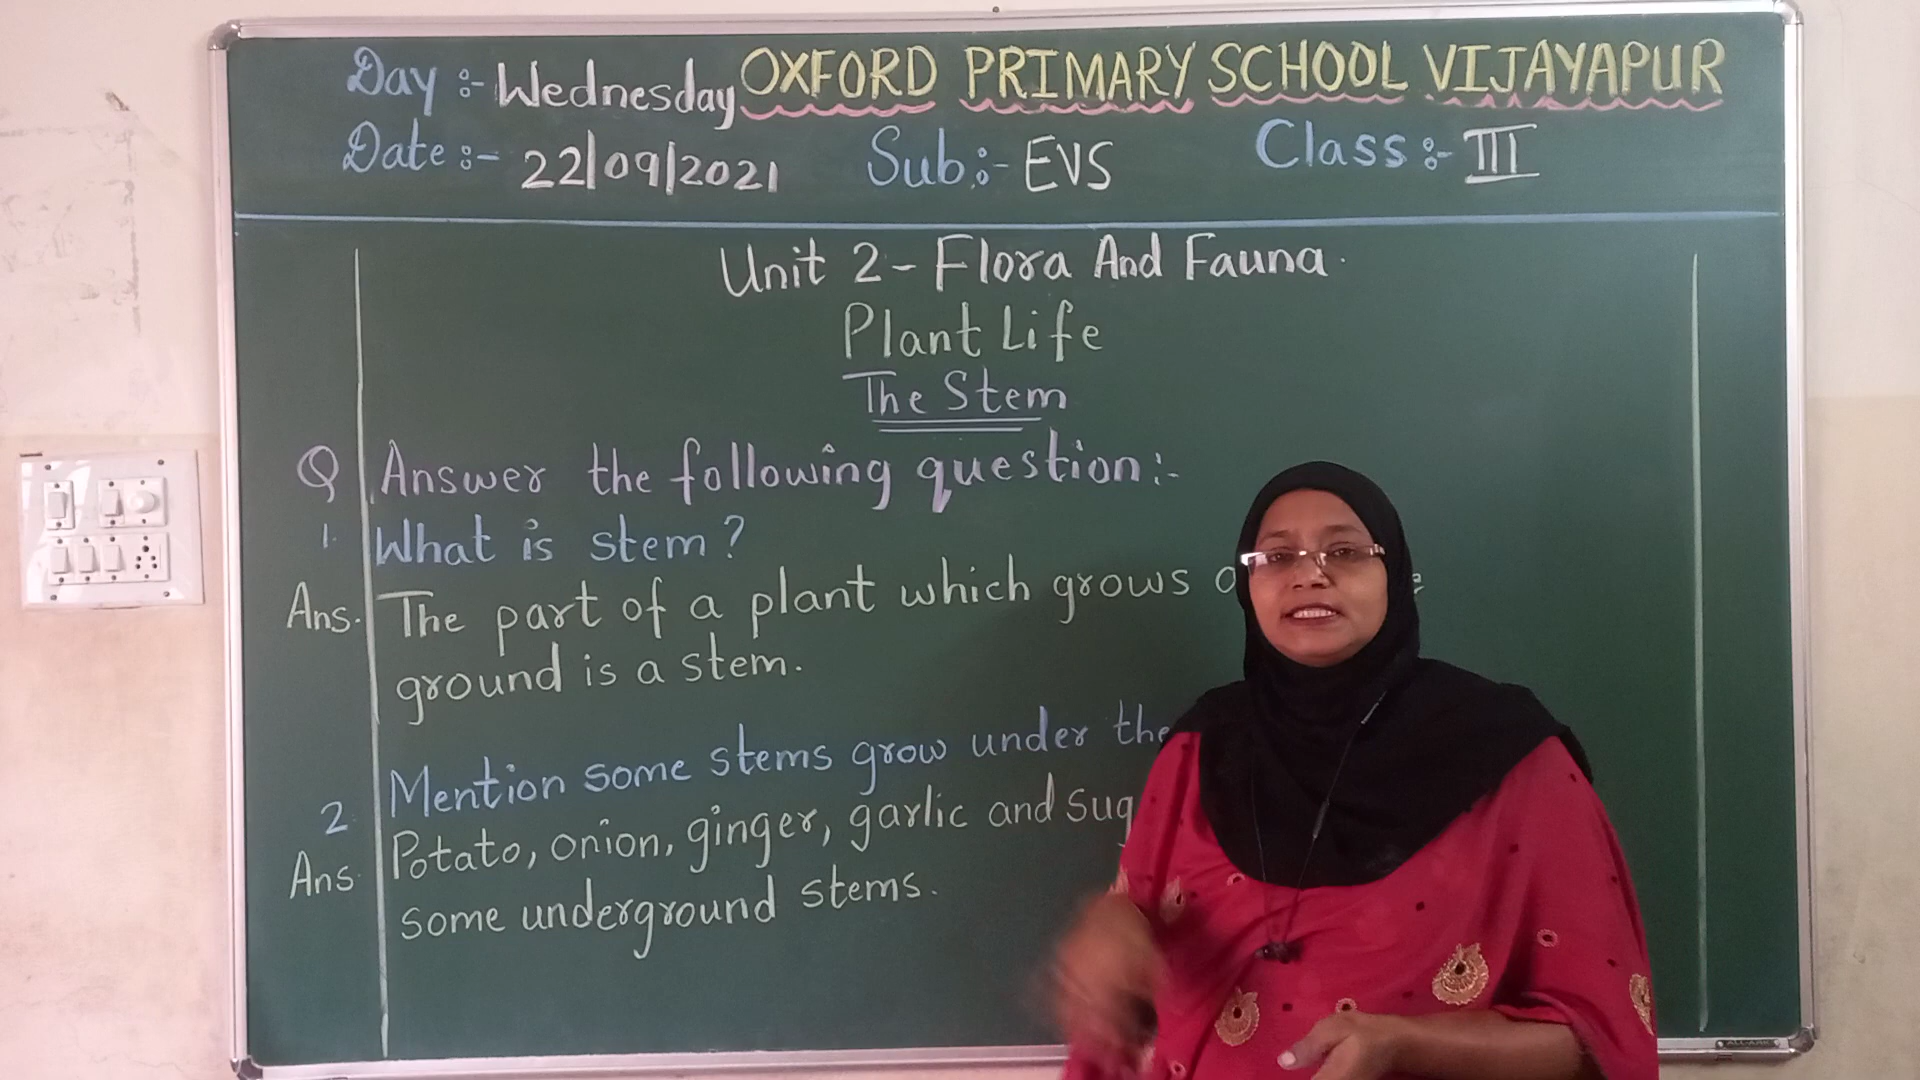 Day :- Wednesday OXFORD PRIMARY SCHOOL VIJAYAPUR
Date :- 22/09/2021 Sub :- EVS Class :- III
Unit 2 - Flora And Fauna.
Plant Life
The Stem
Q Answer the following question :-
1. What is stem ?
Ans. The part of a plant which grows
ground is a stem.
2. Mention some stems grow under the
Ans. Potato, onion, ginger, garlic and
some underground stems.